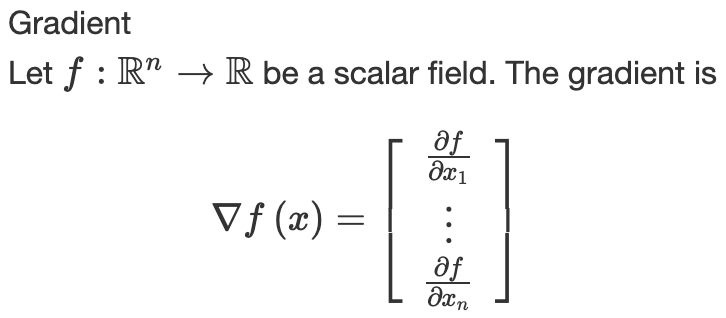 Gradient
Let f : ℝⁿ → ℝ be a scalar field. The gradient is
∇f (x) = [ ∂f/∂x₁ ⋮ ∂f/∂xₙ ]